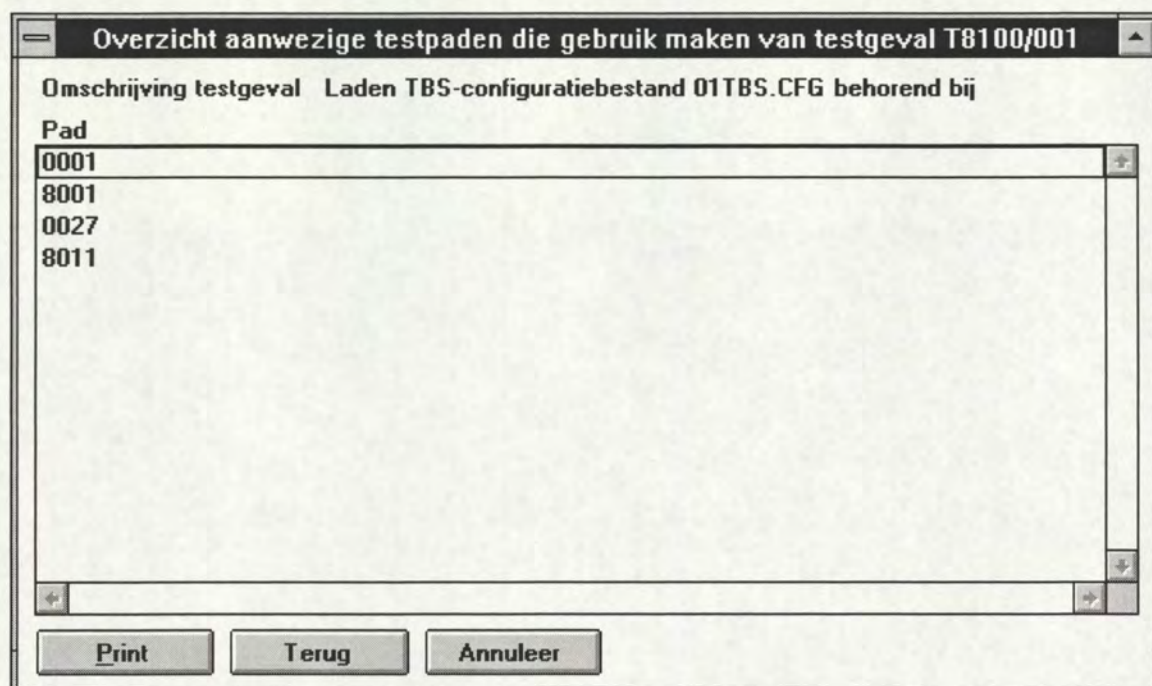 Overzicht aanwezige testpaden die gebruik maken van testgeval T8100/001
Omschrijving testgeval Laden TBS-configuratiebestand 01TBS.CFG behorend bij
Pad
0001
8001
0027
8011
Print Terug Annuleer